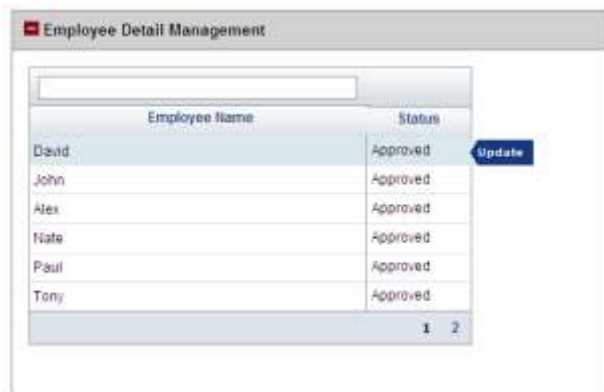 Employee Detail Management
Employee Name Status
David Approved Update
John Approved
Alex Approved
Nate Approved
Paul Approved
Tony Approved
1 2